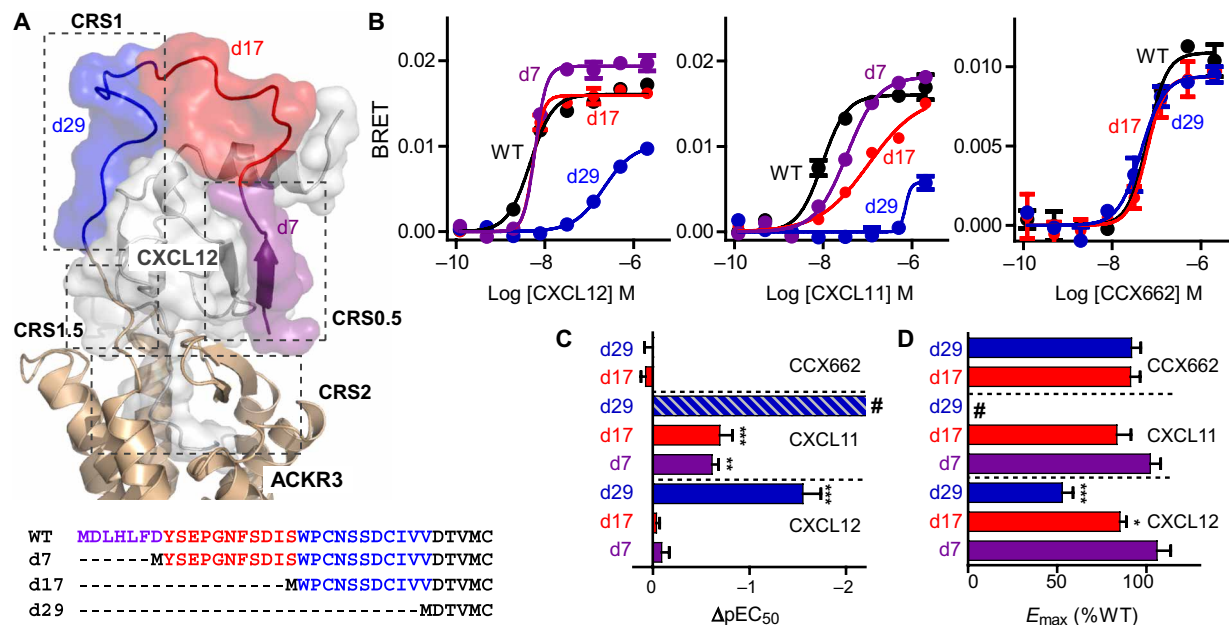 A
CRS1
d17
d29
d7
CXCL12
CRS1.5
CRS0.5
CRS2
ACKR3
WT MDLHLFDYSEPGNFSDISWPCNSSDCIVVDTVMC
d7 -------MYSEPGNFSDISWPCNSSDCIVVDTVMC
d17 -----------------MWPCNSSDCIVVDTVMC
d29 -----------------------------MDTVMC
B
BRET
0.02
0.01
0.00
d7
d17
WT
d29
−10 −8 −6
Log [CXCL12] M
0.02
0.01
0.00
d7
WT
d17
d29
−10 −8 −6
Log [CXCL11] M
0.010
0.005
0.000
WT
d17
d29
−10 −8 −6
Log [CCX662] M
C
d29
d17
CCX662
d29 #
d17 *** CXCL11
d7 **
d29 ****
d17 CXCL12
d7
0 −1 −2
ΔpEC50
D
d29
d17
CCX662
d29 #
d17 CXCL11
d7
d29 ***
d17 * CXCL12
d7
0 100
Emax (%WT)